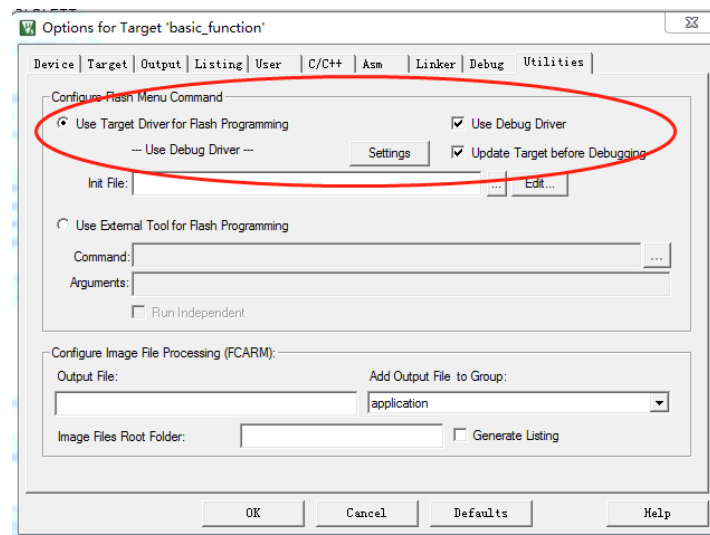 Options for Target 'basic_function'
Device Target Output Listing User C/C++ Asm Linker Debug Utilities
Configure Flash Menu Command
Use Target Driver for Flash Programming Use Debug Driver
--- Use Debug Driver --- Settings Update Target before Debugging
Init File: ... Edit...
Use External Tool for Flash Programming
Command: ...
Arguments:
Run Independent
Configure Image File Processing (FCARM):
Output File: Add Output File to Group:
application
Image Files Root Folder: Generate Listing
OK Cancel Defaults Help